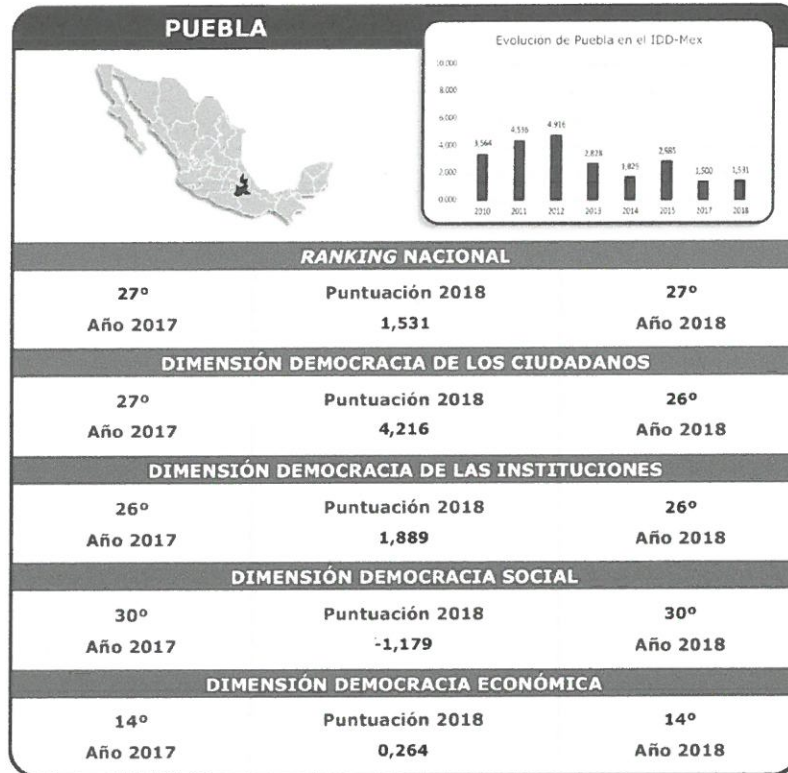 PUEBLA
Evolución de Puebla en el IDD-Mex
10.000
8.000
6.000
4.000
2.000
0.000
3,564
4.536
4.916
2,828
1,825
2,985
1,500
1,531
2010
2011
2012
2013
2014
2015
2017
2018
RANKING NACIONAL
27º Puntuación 2018 27º
Año 2017 1,531 Año 2018
DIMENSIÓN DEMOCRACIA DE LOS CIUDADANOS
27º Puntuación 2018 26º
Año 2017 4,216 Año 2018
DIMENSIÓN DEMOCRACIA DE LAS INSTITUCIONES
26º Puntuación 2018 26º
Año 2017 1,889 Año 2018
DIMENSIÓN DEMOCRACIA SOCIAL
30º Puntuación 2018 30º
Año 2017 -1,179 Año 2018
DIMENSIÓN DEMOCRACIA ECONÓMICA
14º Puntuación 2018 14º
Año 2017 0,264 Año 2018